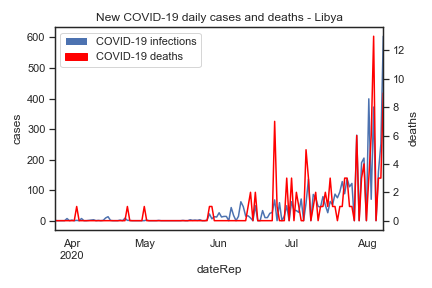 New COVID-19 daily cases and deaths - Libya
COVID-19 infections
COVID-19 deaths
cases
600
500
400
300
200
100
0
deaths
12
10
8
6
4
2
0
Apr May Jun Jul Aug
2020
dateRep